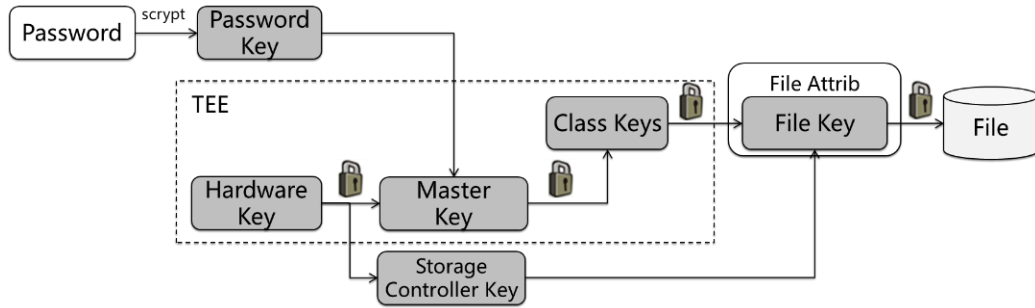 Password
scrypt
Password
Key
TEE
Class Keys
File Attrib
File Key
File
Hardware
Key
Master
Key
Storage
Controller Key